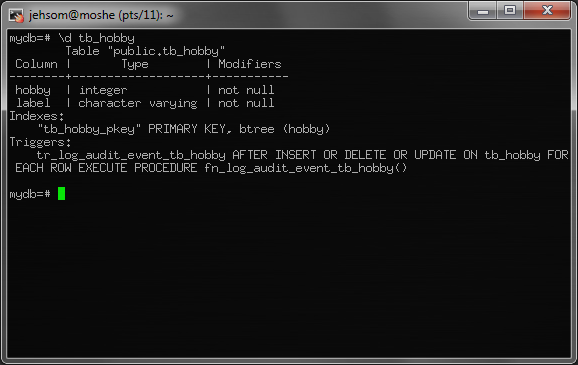 jehsom@moshe (pts/11): ~
mydb=# \d tb_hobby
Table "public.tb_hobby"
Column | Type | Modifiers
--------+-------------------+-----------
hobby | integer | not null
label | character varying | not null
Indexes:
"tb_hobby_pkey" PRIMARY KEY, btree (hobby)
Triggers:
tr_log_audit_event_tb_hobby AFTER INSERT OR DELETE OR UPDATE ON tb_hobby FOR
EACH ROW EXECUTE PROCEDURE fn_log_audit_event_tb_hobby()
mydb=#